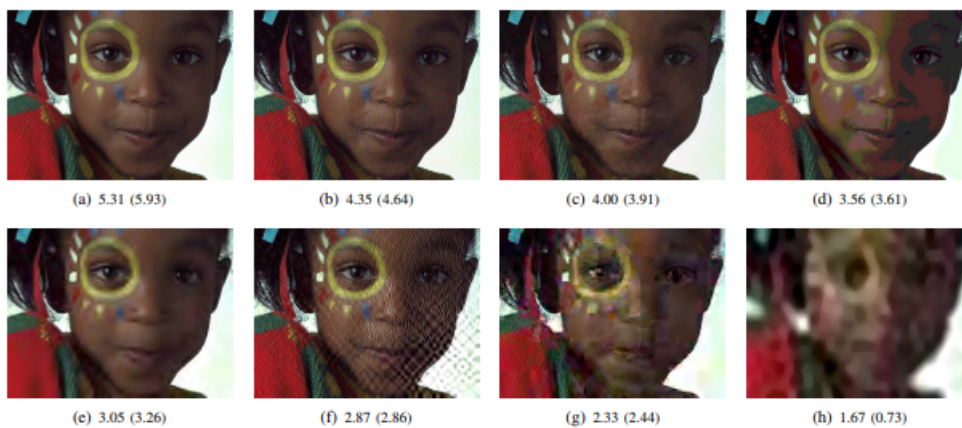 (a) 5.31 (5.93)
(b) 4.35 (4.64)
(c) 4.00 (3.91)
(d) 3.56 (3.61)
(e) 3.05 (3.26)
(f) 2.87 (2.86)
(g) 2.33 (2.44)
(h) 1.67 (0.73)